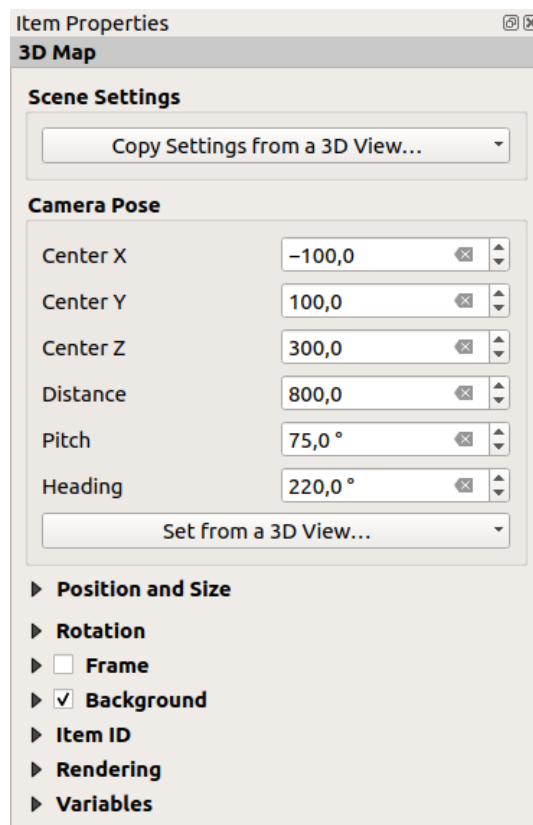 Item Properties
3D Map
Scene Settings
Copy Settings from a 3D View...
Camera Pose
Center X −100,0
Center Y 100,0
Center Z 300,0
Distance 800,0
Pitch 75,0 °
Heading 220,0 °
Set from a 3D View...
Position and Size
Rotation
Frame
Background
Item ID
Rendering
Variables